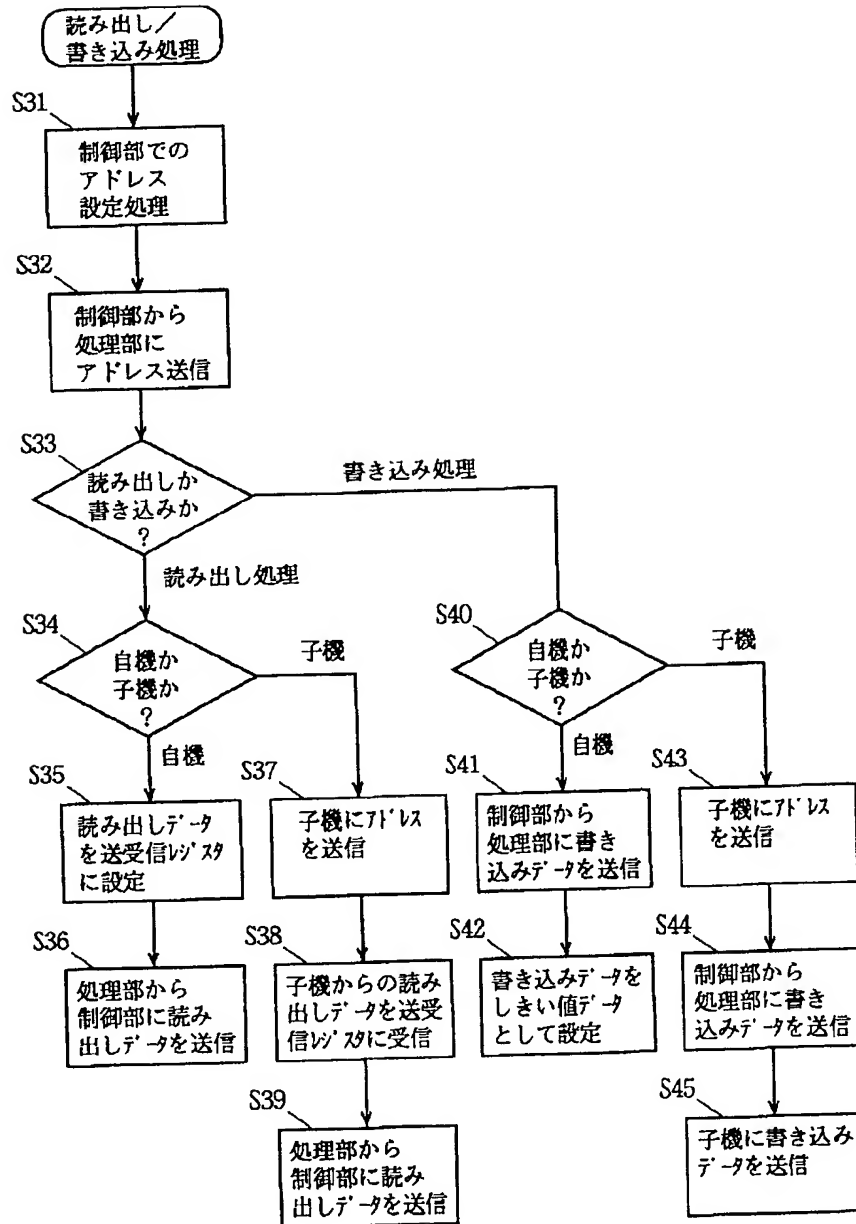 読み出し／
書き込み処理
S31
制御部での
アドレス
設定処理
S32
制御部から
処理部に
アドレス送信
S33
読み出しか
書き込みか
？
書き込み処理
読み出し処理
S34
自機か
子機か
？
子機
自機
S35
読み出しデータ
を送受信レジスタ
に設定
S36
処理部から
制御部に読み
出しデータを送信
S37
子機にアドレス
を送信
S38
子機からの読み
出しデータを送受
信レジスタに受信
S39
処理部から
制御部に読み
出しデータを送信
S40
自機か
子機か
？
子機
自機
S41
制御部から
処理部に書き
込みデータを送信
S42
書き込みデータを
しきい値データ
として設定
S43
子機にアドレス
を送信
S44
制御部から
処理部に書き
込みデータを送信
S45
子機に書き込み
データを送信